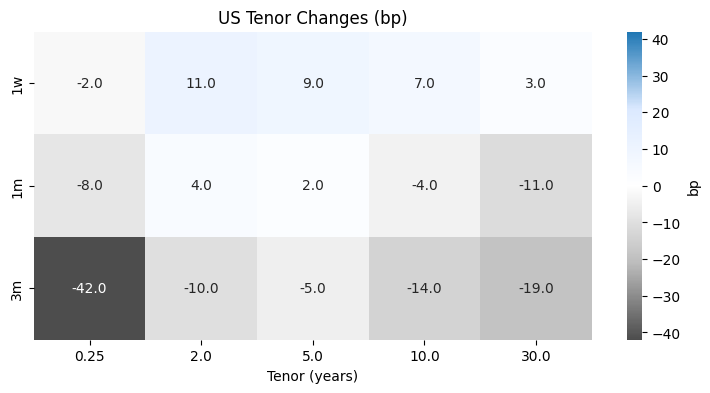 US Tenor Changes (bp)
1w
-2.0 11.0 9.0 7.0 3.0
1m
-8.0 4.0 2.0 -4.0 -11.0
3m
-42.0 -10.0 -5.0 -14.0 -19.0
0.25 2.0 5.0 10.0 30.0
Tenor (years)
40
30
20
10
0
−10
−20
−30
−40
bp